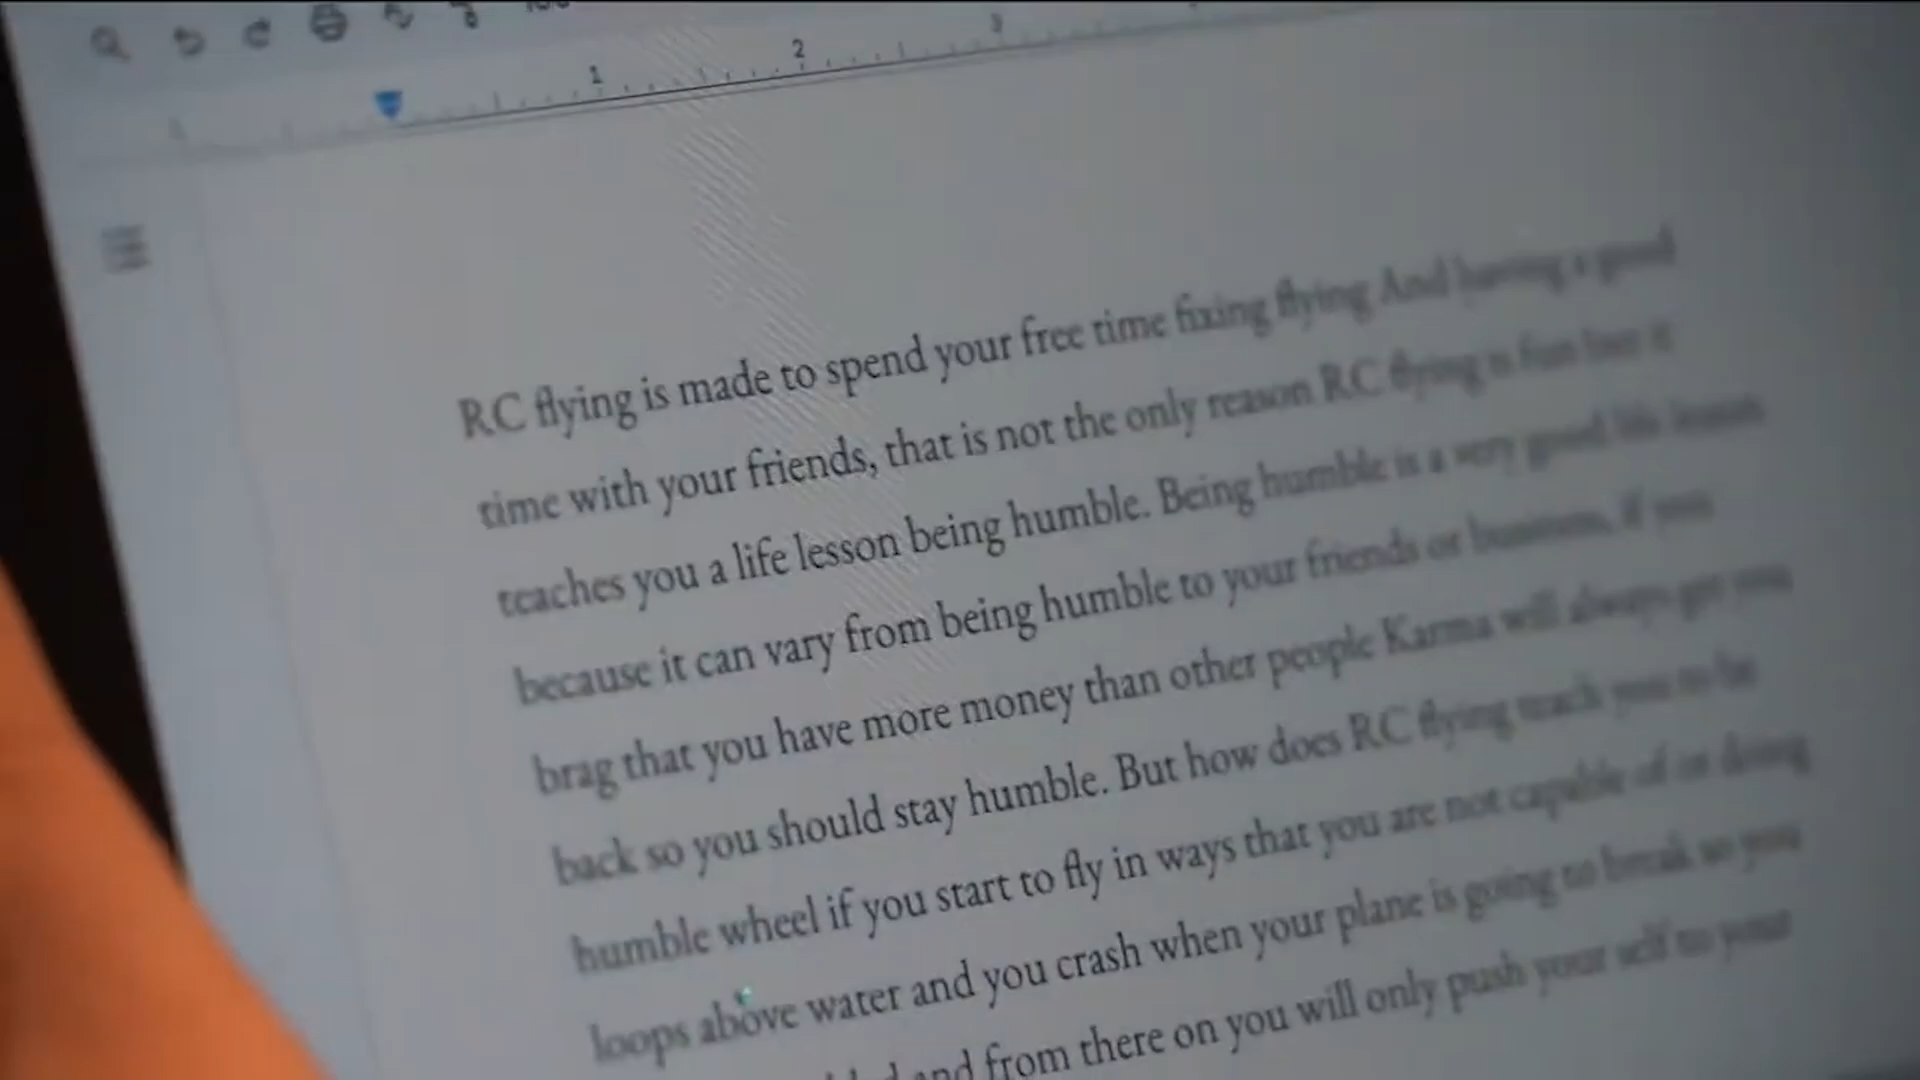 1
2
3
RC flying is made to spend your free time fixing flying And having a good
time with your friends, that is not the only reason RC flying is fun but it
teaches you a life lesson being humble. Being humble is a very good life lesson
because it can vary from being humble to your friends or business, if you
brag that you have more money than other people Karma will always get you
back so you should stay humble. But how does RC flying teach you to be
humble wheel if you start to fly in ways that you are not capable of or doing
loops above water and you crash when your plane is going to break so you
and from there on you will only push your self to your